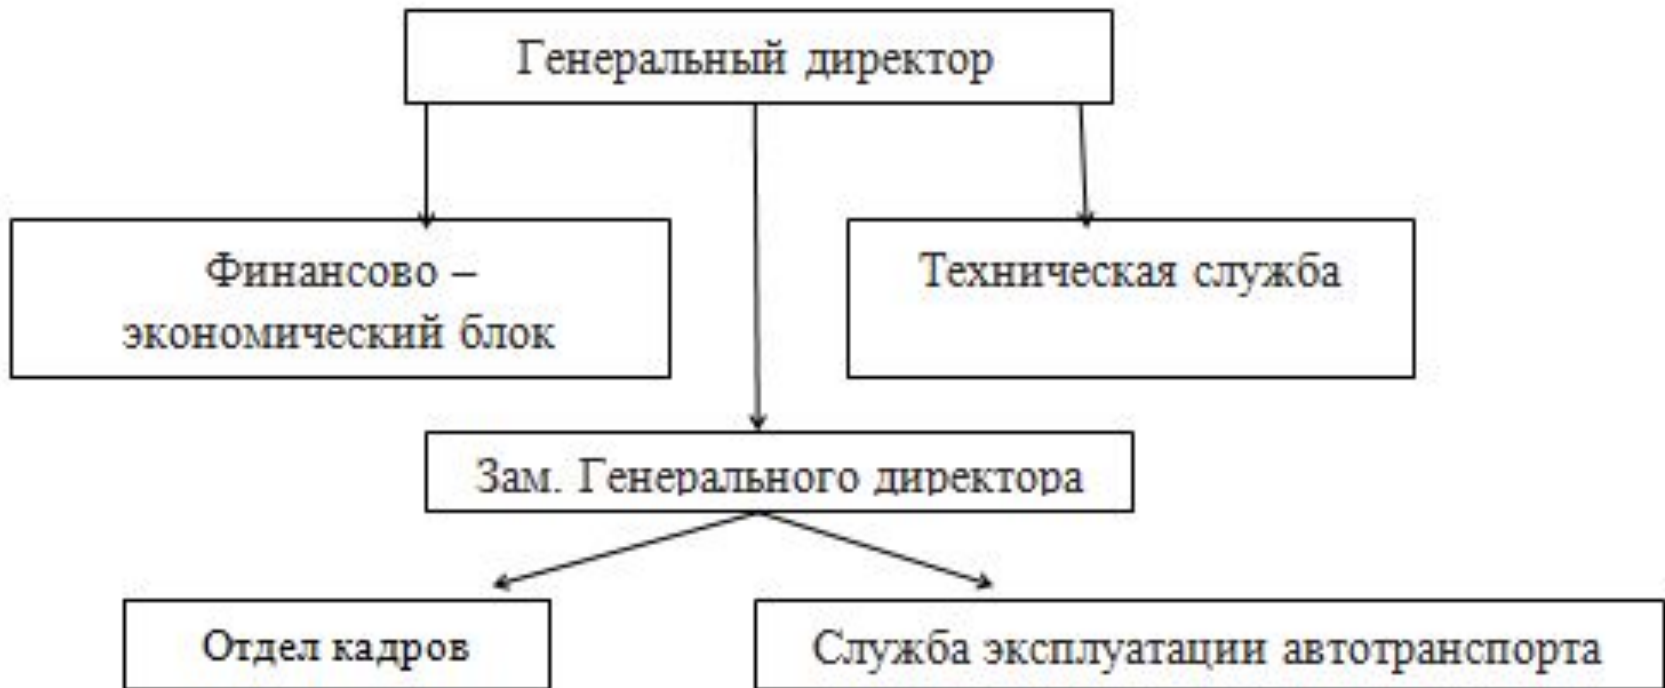 Генеральный директор
Финансово –
экономический блок
Техническая служба
Зам. Генерального директора
Отдел кадров
Служба эксплуатации автотранспорта